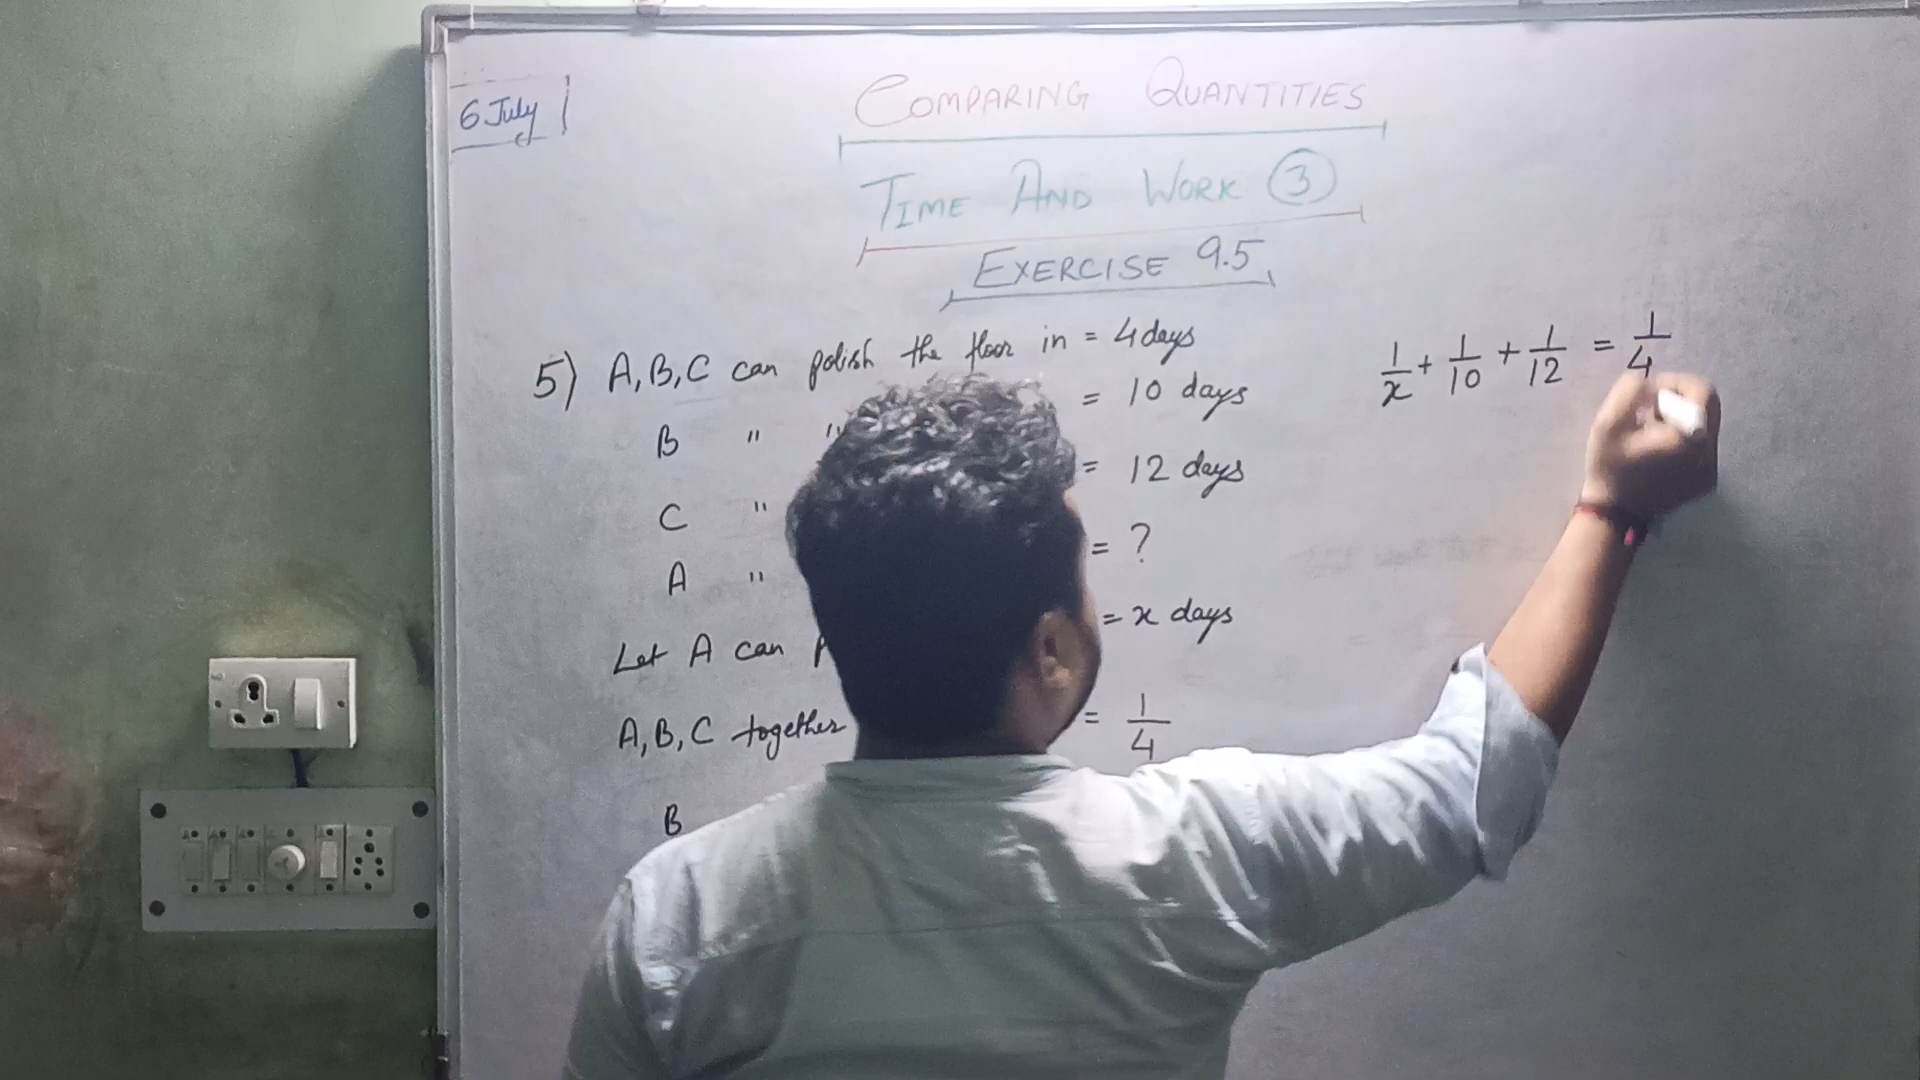 6 July
COMPARING QUANTITIES
TIME AND WORK 3
EXERCISE 9.5
5) A, B, C can polish the floor in = 4 days
B " " = 10 days
C " = 12 days
A " = ?
Let A can = x days
A, B, C together = 1/4
B
1/x + 1/10 + 1/12 = 1/4